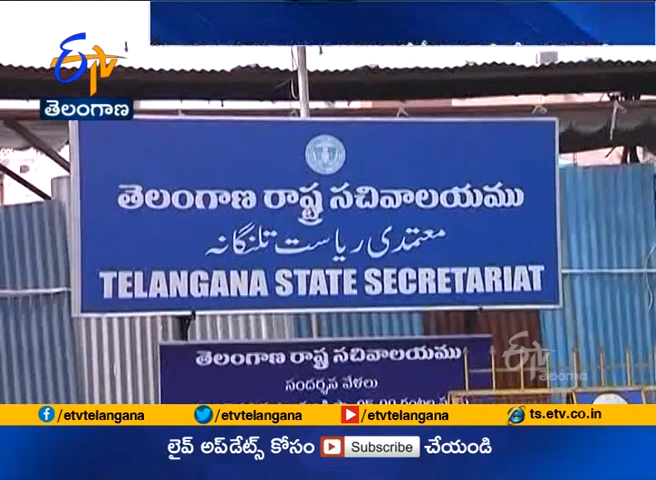 ETV
తెలంగాణ
తెలంగాణ రాష్ట్ర సచివాలయము
معتمدی ریاست تلنگانہ
TELANGANA STATE SECRETARIAT
తెలంగాణ రాష్ట్ర సచివాలయము
సందర్శన వేళలు
ETV
తెలంగాణ
/etvtelangana /etvtelangana /etvtelangana ts.etv.co.in
లైవ్ అప్‌డేట్స్ కోసం Subscribe చేయండి